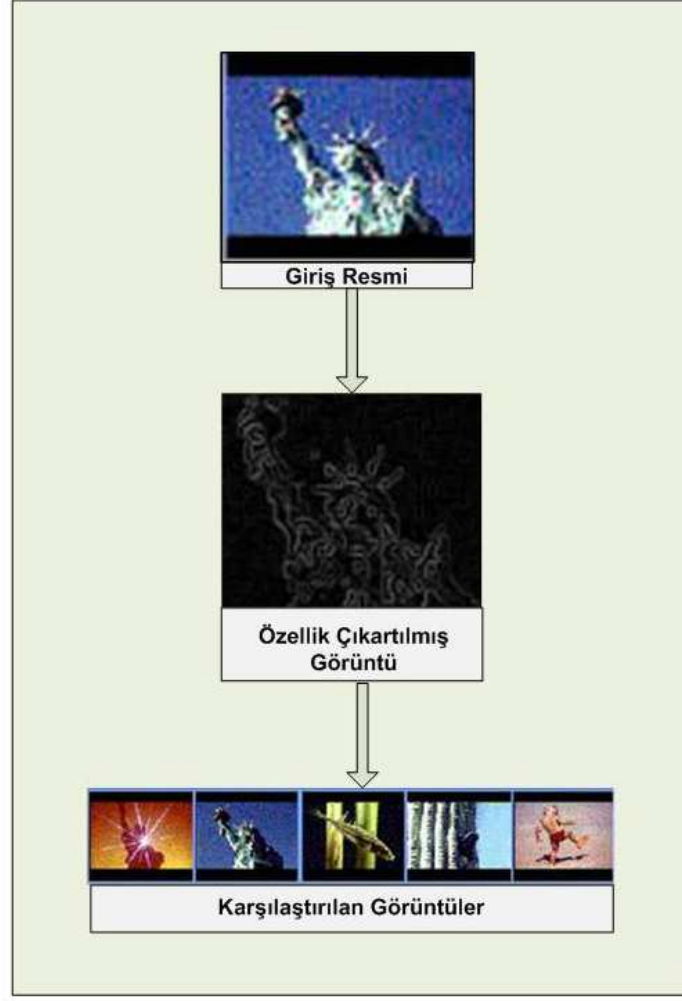 Giriş Resmi
Özellik Çıkartılmış
Görüntü
Karşılaştırılan Görüntüler